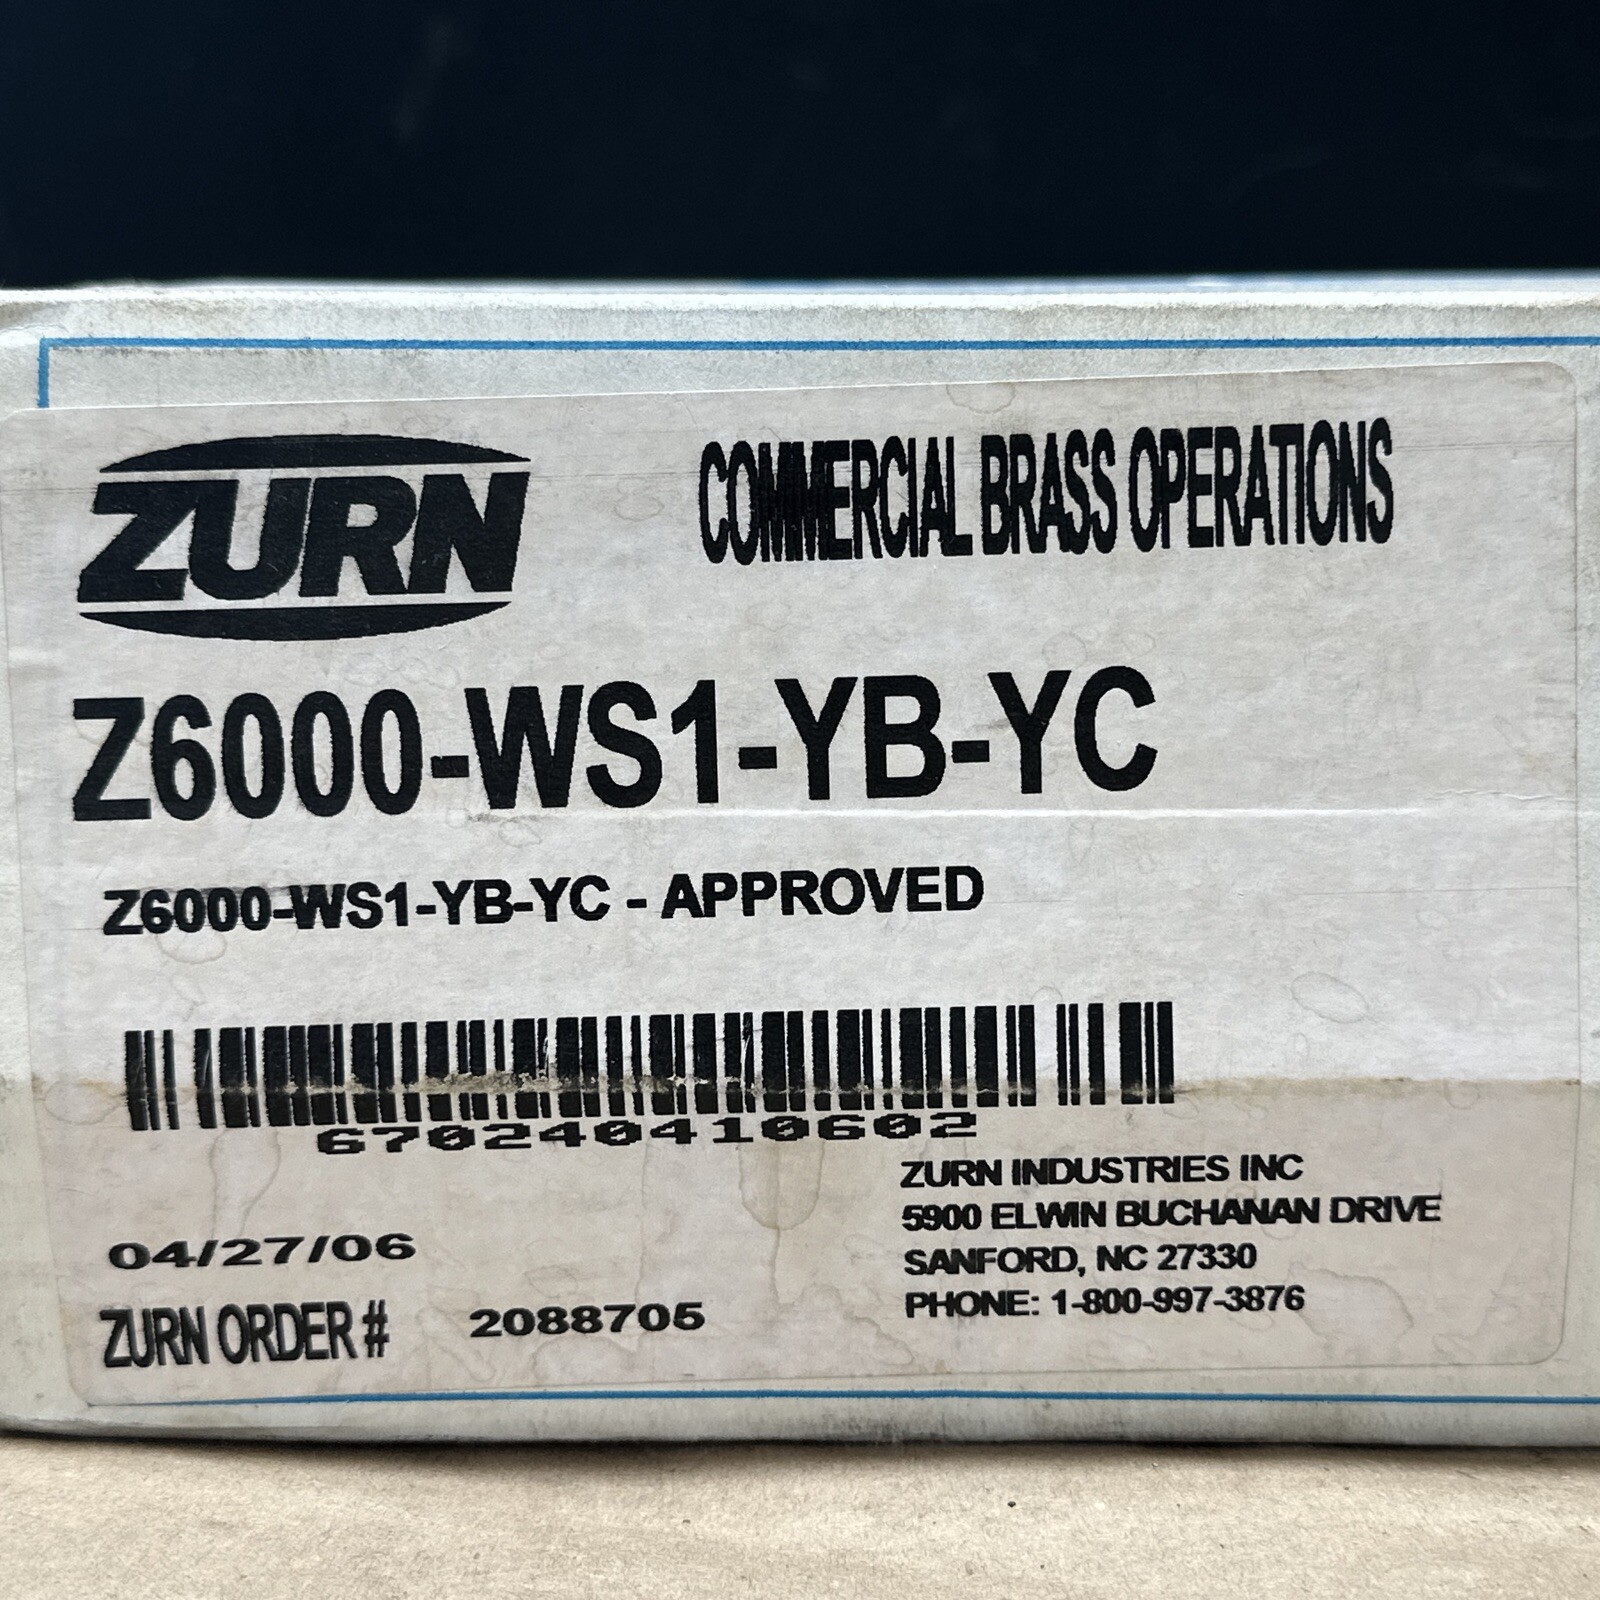 ZURN
COMMERCIAL BRASS OPERATIONS
Z6000-WS1-YB-YC
Z6000-WS1-YB-YC - APPROVED
670240410602
04/27/06
ZURN ORDER # 2088705
ZURN INDUSTRIES INC
5900 ELWIN BUCHANAN DRIVE
SANFORD, NC 27330
PHONE: 1-800-997-3876